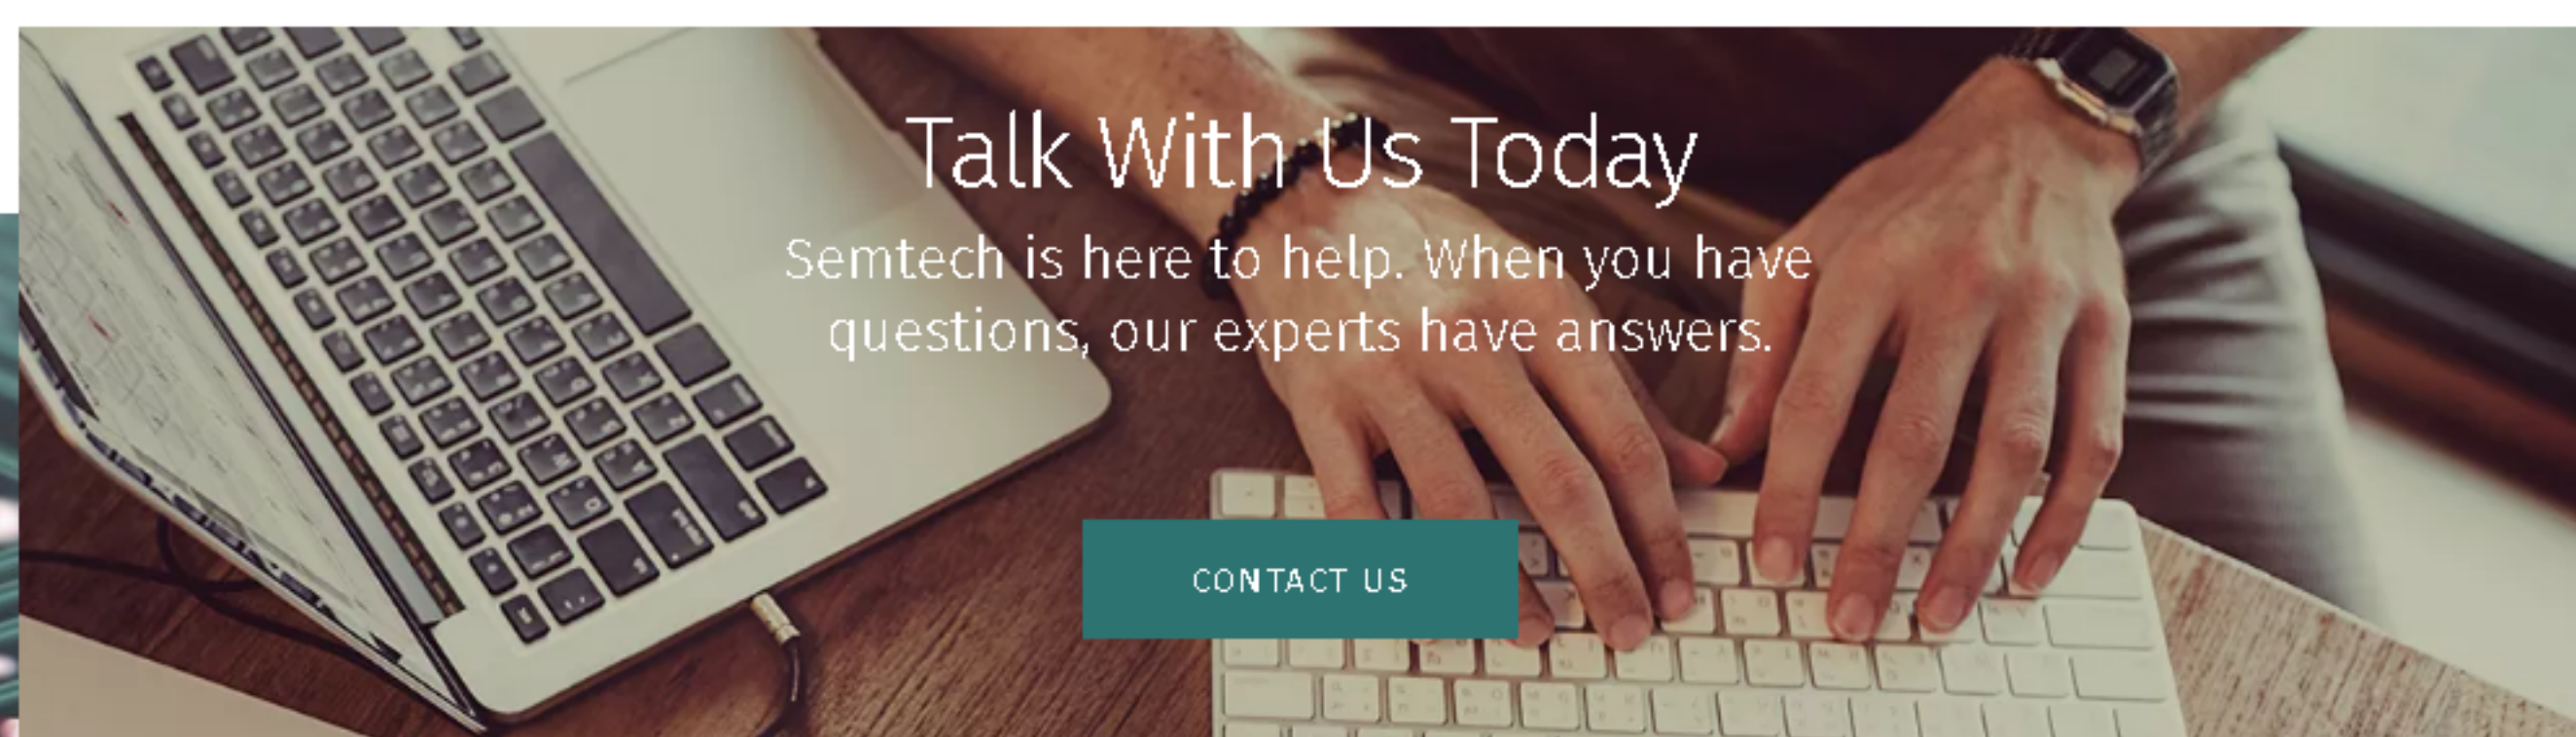 Talk With Us Today
Semtech is here to help. When you have
questions, our experts have answers.
CONTACT US